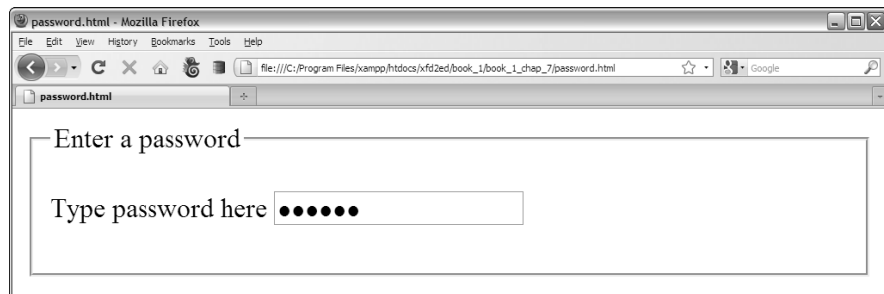 password.html - Mozilla Firefox
File Edit View History Bookmarks Tools Help
file:///C:/Program Files/xampp/htdocs/xfd2ed/book_1/book_1_chap_7/password.html Google
password.html
Enter a password
Type password here ●●●●●●